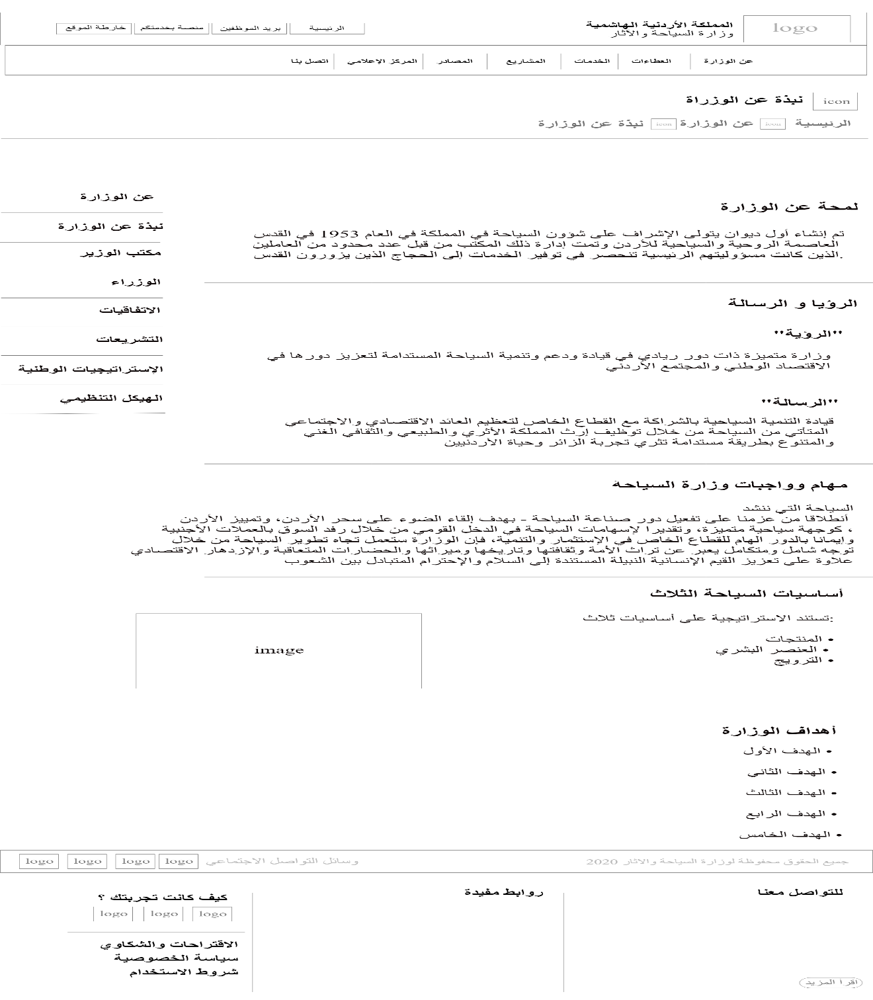 logo
المملكة الأردنية الهاشمية
وزارة السياحة والاثار
الرئيسية
بريد الموظفين
منصة بخدمتكم
خارطة الموقع
عن الوزارة
العطاءات
الخدمات
المشاريع
المصادر
المركز الإعلامي
اتصل بنا
icon نبذة عن الوزراة
الرئيسية icon عن الوزارة icon نبذة عن الوزارة
لمحة عن الوزارة
تم إنشاء أول ديوان يتولى الإشراف على شؤون السياحة في المملكة في العام 1953 في القدس
العاصمة الروحية والسياحية للأردن وتمت إدارة ذلك المكتب من قبل عدد محدود من العاملين
.الذين كانت مسؤوليتهم الرئيسية تنحصر في توفير الخدمات إلى الحجاج الذين يزورون القدس
الرؤيا و الرسالة
"الرؤية"
وزارة متميزة ذات دور ريادي في قيادة ودعم وتنمية السياحة المستدامة لتعزيز دورها في
الاقتصاد الوطني والمجتمع الأردني
"الرسالة"
قيادة التنمية السياحية بالشراكة مع القطاع الخاص لتعظيم العائد الاقتصادي والاجتماعي
المتأتي من السياحة من خلال توظيف إرث المملكة الأثري والطبيعي والثقافي الغني
والمتنوع بطريقة مستدامة تثري تجربة الزائر وحياة الأردنيين
مهام وواجبات وزارة السياحة
السياحة التي ننشد
أنطلاقا من عزمنا على تفعيل دور صناعة السياحة - بهدف إلقاء الضوء على سحر الأردن، وتمييز الأردن
، كوجهة سياحية متميزة، وتقديرا لإسهامات السياحة في الدخل القومي من خلال رفد السوق بالعملات الأجنبية
وإيمانا بالدور الهام للقطاع الخاص في الإستثمار والتنمية، فإن الوزارة ستعمل تجاه تطوير السياحة من خلال
توجه شامل ومتكامل يعبر عن تراث الأمة وثقافتها وتاريخها وميراثها والحضارات المتعاقبة والإزدهار الاقتصادي
علاوة على تعزيز القيم الإنسانية النبيلة المستندة إلى السلام والإحترام المتبادل بين الشعوب
أساسيات السياحة الثلاث
:تستند الاستراتيجية على أساسيات ثلاث
• المنتجات
• العنصر البشري
• الترويج
image
أهداف الوزارة
• الهدف الأول
• الهدف الثاني
• الهدف الثالث
• الهدف الرابع
• الهدف الخامس
عن الوزارة
نبذة عن الوزارة
مكتب الوزير
الوزراء
الاتفاقيات
التشريعات
الإستراتيجيات الوطنية
الهيكل التنظيمي
جميع الحقوق محفوظة لوزارة السياحة والاثار 2020
وسائل التواصل الاجتماعي
logo
logo
logo
logo
للتواصل معنا
اقرأ المزيد
روابط مفيدة
كيف كانت تجربتك ؟
logo
logo
logo
الاقتراحات والشكاوي
سياسة الخصوصية
شروط الاستخدام